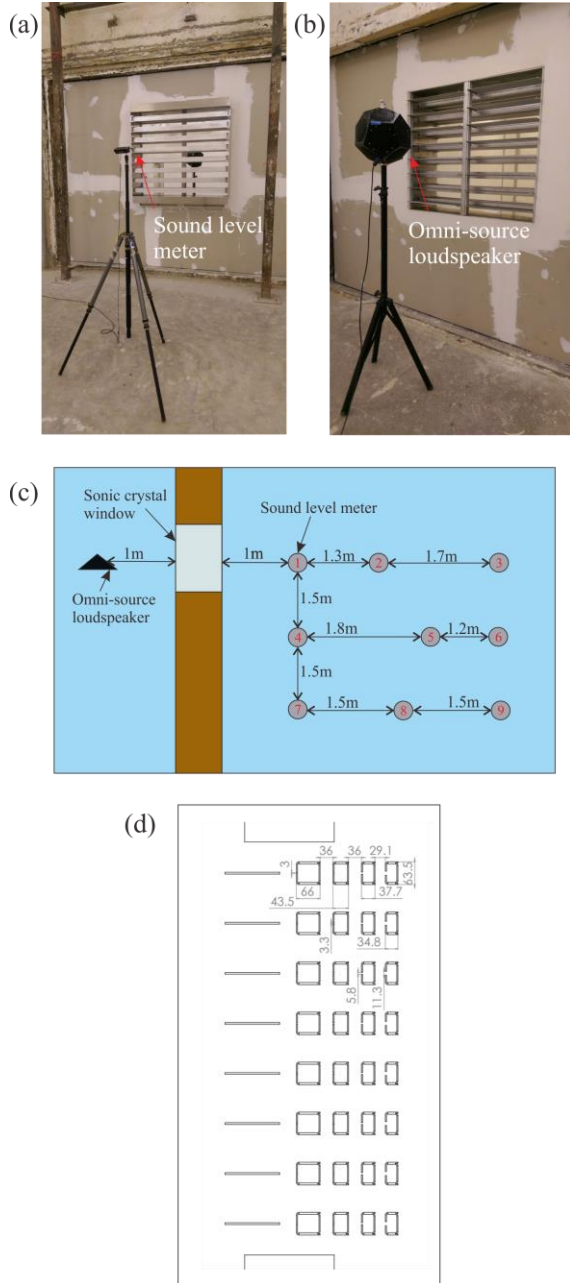 (a)
(b)
Sound level
meter
Omni-source
loudspeaker
(c)
Sonic crystal
window
Sound level meter
1m
1m
1
1.3m
2
1.7m
3
Omni-source
loudspeaker
1.5m
4
1.8m
5
1.2m
6
1.5m
7
1.5m
8
1.5m
9
(d)
3
36
36
29.1
63.5
66
37.7
43.5
3.3
34.8
5.8
11.3